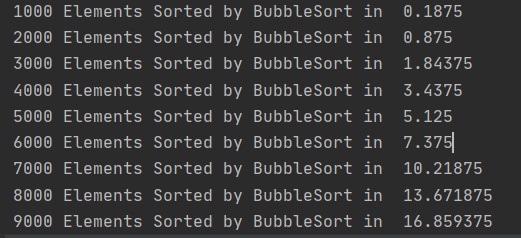 1000 Elements Sorted by BubbleSort in  0.1875
2000 Elements Sorted by BubbleSort in  0.875
3000 Elements Sorted by BubbleSort in  1.84375
4000 Elements Sorted by BubbleSort in  3.4375
5000 Elements Sorted by BubbleSort in  5.125
6000 Elements Sorted by BubbleSort in  7.375
7000 Elements Sorted by BubbleSort in  10.21875
8000 Elements Sorted by BubbleSort in  13.671875
9000 Elements Sorted by BubbleSort in  16.859375